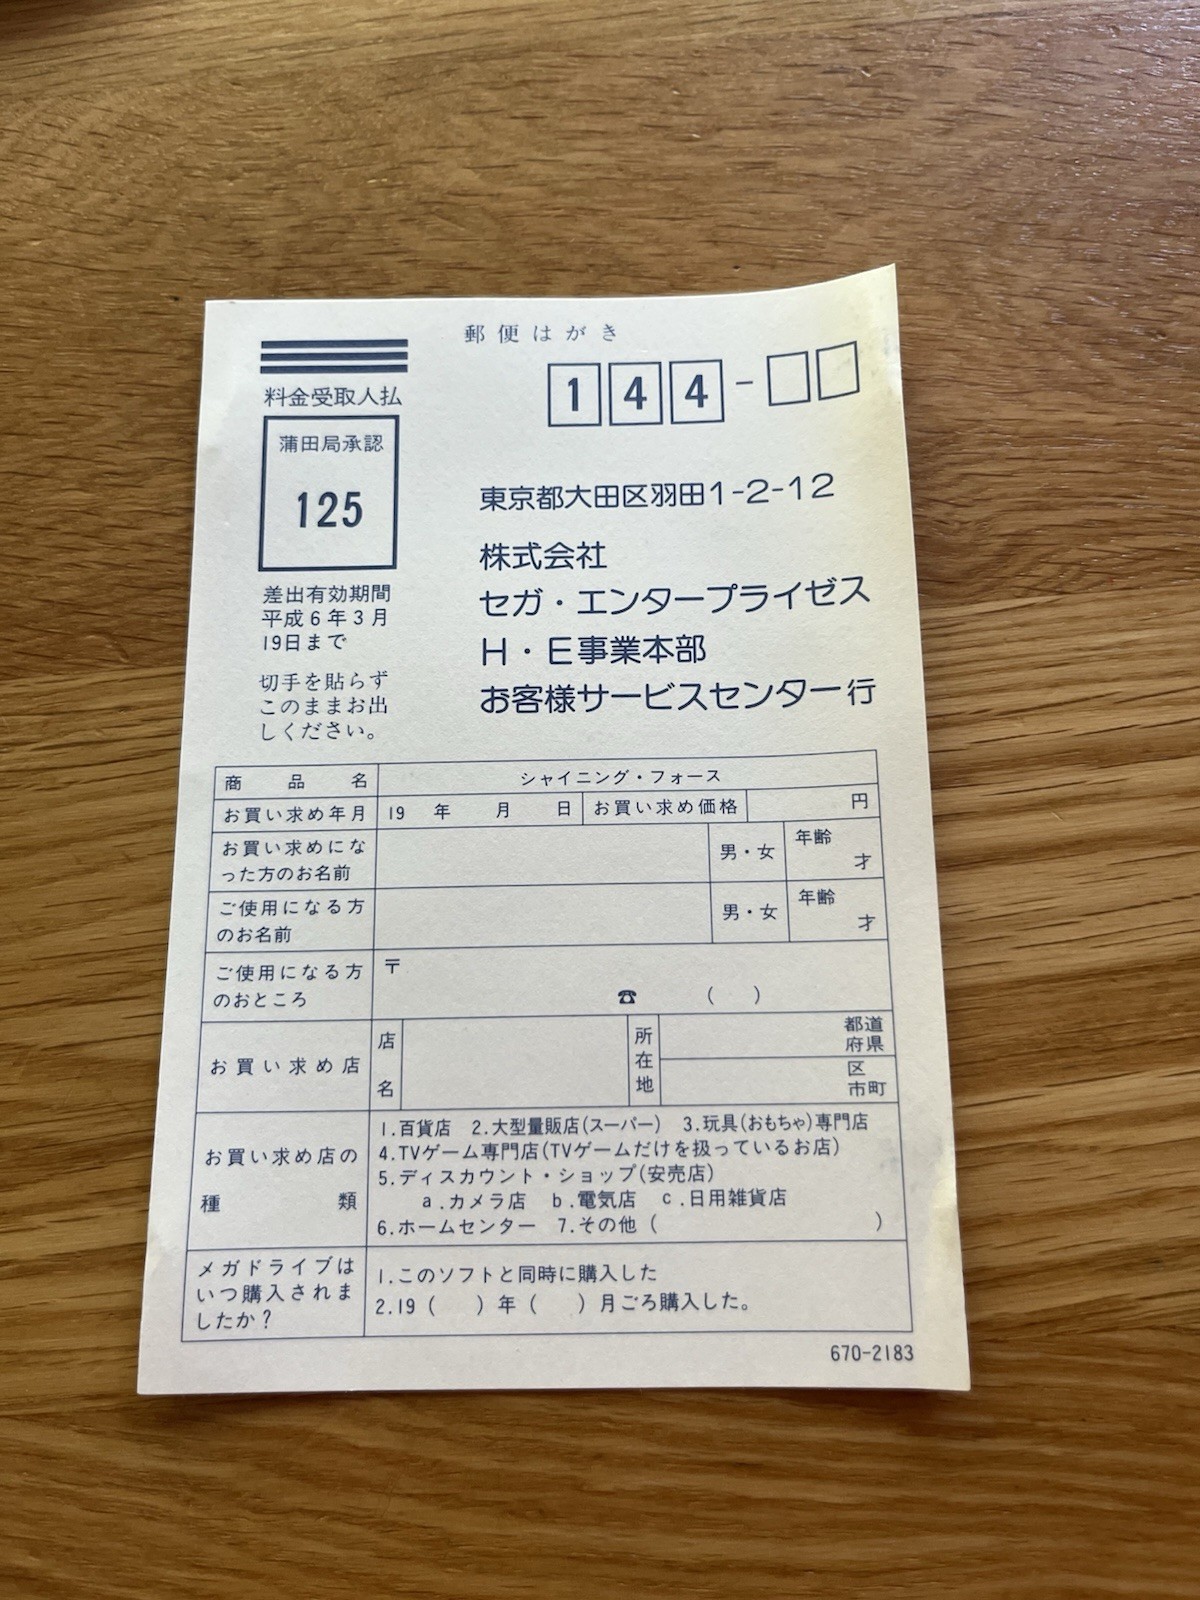 郵便はがき
料金受取人払
蒲田局承認
125
差出有効期間
平成6年3月
19日まで
切手を貼らず
このままお出
しください。
144-
東京都大田区羽田1-2-12
株式会社
セガ・エンタープライゼス
H・E事業本部
お客様サービスセンター行
商品名 シャイニング・フォース
お買い求め年月 19 年 月 日 お買い求め価格 円
お買い求めにな
った方のお名前 男・女 年齢 才
ご使用になる方
のお名前 男・女 年齢 才
ご使用になる方
のおところ 〒 ☎ ( )
お買い求め店 店名 所在地 都道府県 区市町
お買い求め店の
種類
1.百貨店 2.大型量販店(スーパー) 3.玩具(おもちゃ)専門店
4.TVゲーム専門店(TVゲームだけを扱っているお店)
5.ディスカウント・ショップ(安売店)
a.カメラ店 b.電気店 c.日用雑貨店
6.ホームセンター 7.その他( )
メガドライブは
いつ購入されま
したか?
1.このソフトと同時に購入した
2.19( )年( )月ごろ購入した。
670-2183